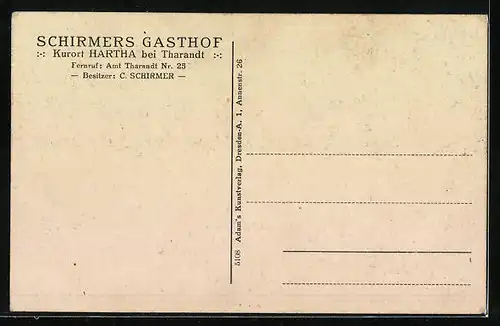 SCHIRMERS GASTHOF
:-: Kurort HARTHA bei Tharandt :-:
Fernruf: Amt Tharandt Nr. 25
— Besitzer: C. SCHIRMER —
5108 Adam's Kunstverlag, Dresden-A. 1, Annenstr. 26